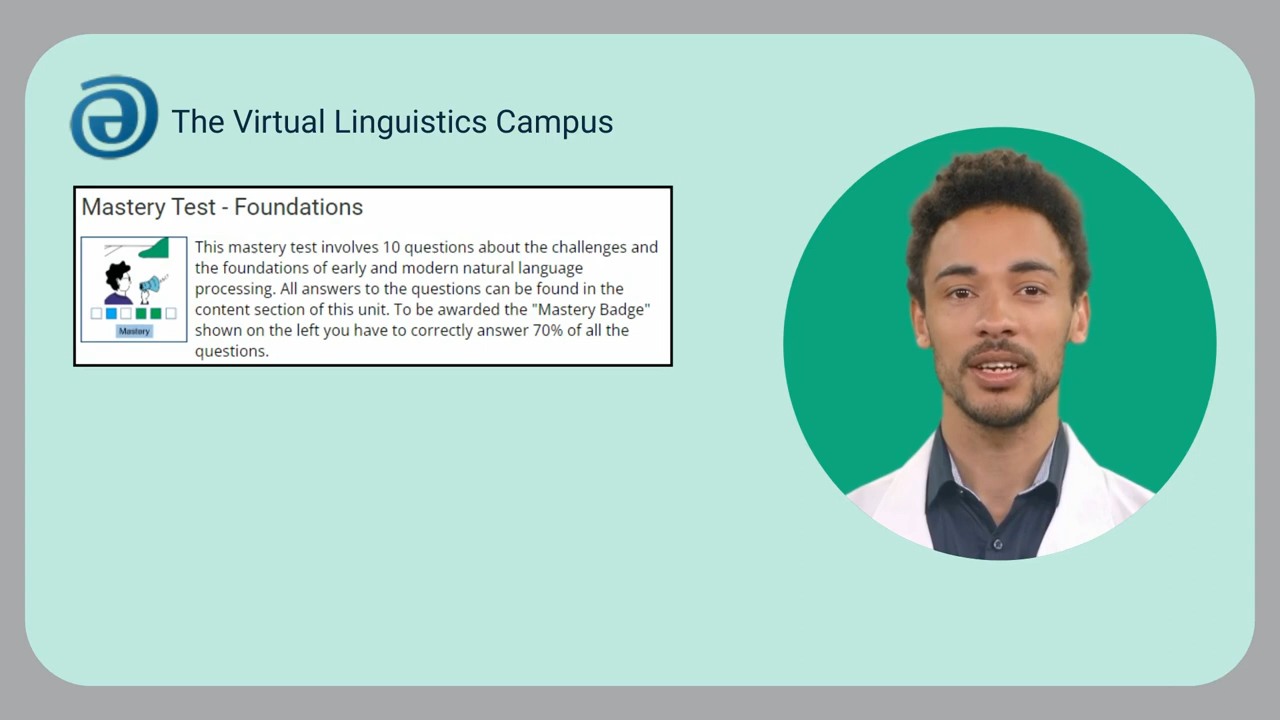 The Virtual Linguistics Campus
Mastery Test - Foundations
This mastery test involves 10 questions about the challenges and
the foundations of early and modern natural language
processing. All answers to the questions can be found in the
content section of this unit. To be awarded the "Mastery Badge"
shown on the left you have to correctly answer 70% of all the
questions.
Mastery